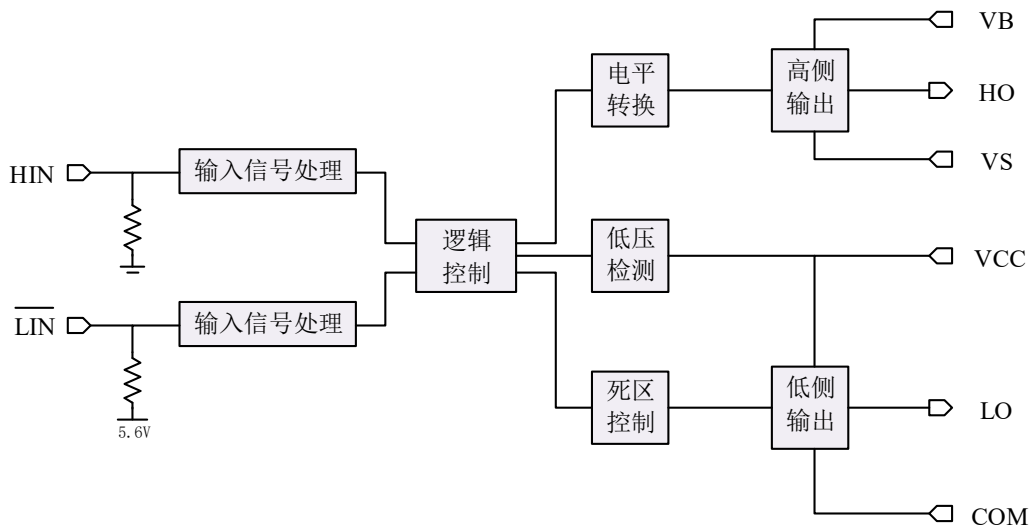 VB
电平
转换
高侧
输出
HO
HIN
输入信号处理
VS
逻辑
控制
低压
检测
VCC
LIN
输入信号处理
5.6V
死区
控制
低侧
输出
LO
COM